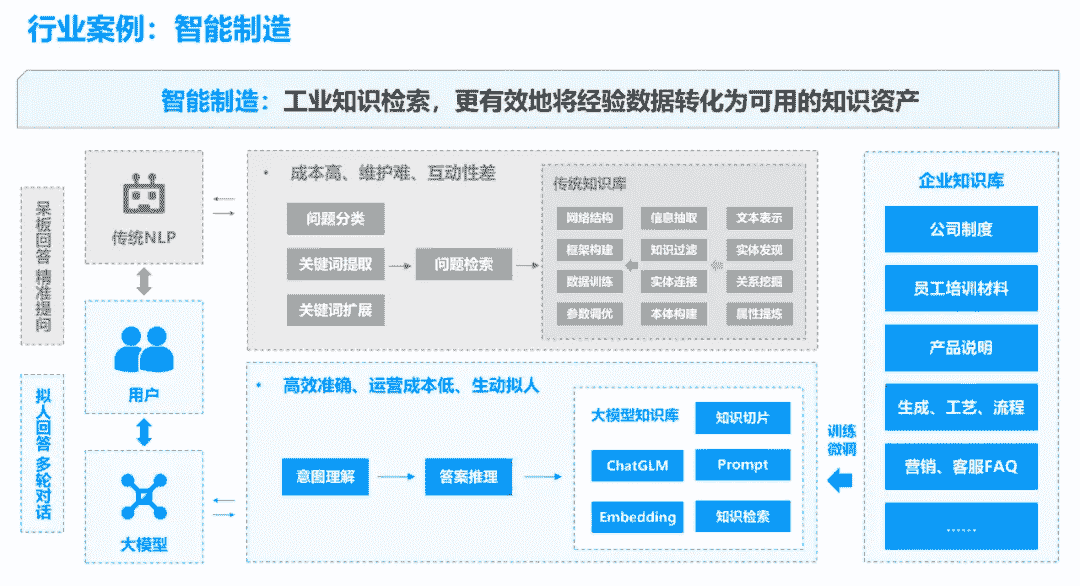 行业案例：智能制造
智能制造：工业知识检索，更有效地将经验数据转化为可用的知识资产
呆板回答 精准提问
传统NLP
用户
拟人回答 多轮对话
大模型
• 成本高、维护难、互动性差
问题分类
关键词提取
关键词扩展
问题检索
传统知识库
网络结构 信息抽取 文本表示
框架构建 知识过滤 实体发现
数据训练 实体连接 关系挖掘
参数调优 本体构建 属性提炼
• 高效准确、运营成本低、生动拟人
意图理解
答案推理
大模型知识库 知识切片
ChatGLM Prompt
Embedding 知识检索
训练
微调
企业知识库
公司制度
员工培训材料
产品说明
生成、工艺、流程
营销、客服FAQ
……